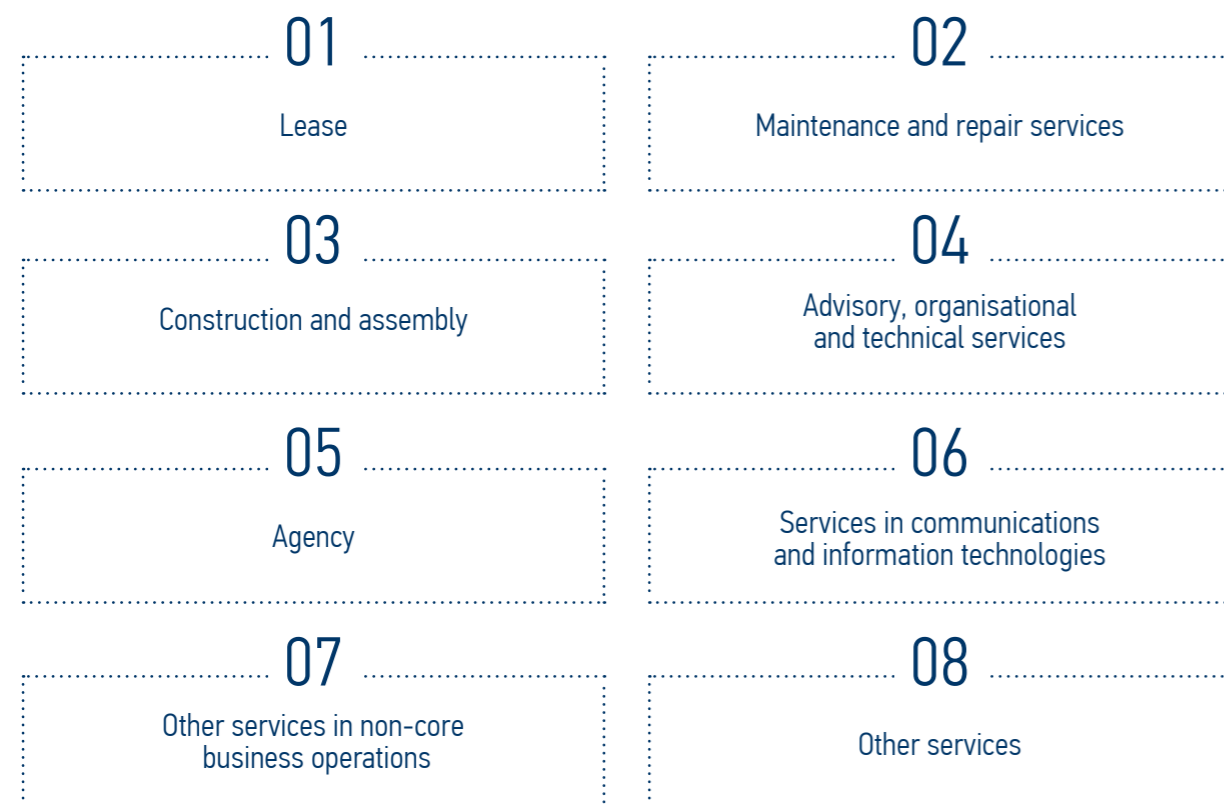 01
Lease
02
Maintenance and repair services
03
Construction and assembly
04
Advisory, organisational
and technical services
05
Agency
06
Services in communications
and information technologies
07
Other services in non-core
business operations
08
Other services